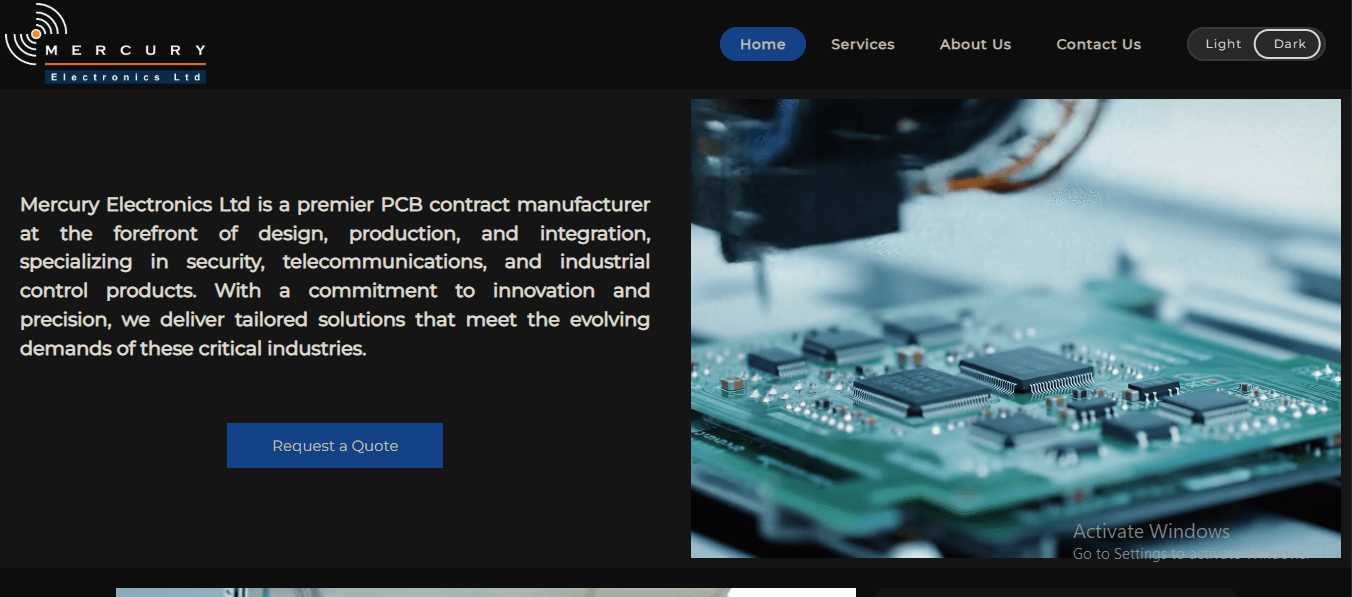 MERCURY
Electronics Ltd
Home
Services
About Us
Contact Us
Light
Dark
Mercury Electronics Ltd is a premier PCB contract manufacturer
at the forefront of design, production, and integration,
specializing in security, telecommunications, and industrial
control products. With a commitment to innovation and
precision, we deliver tailored solutions that meet the evolving
demands of these critical industries.
Request a Quote
Activate Windows
Go to Settings to activate Windows.